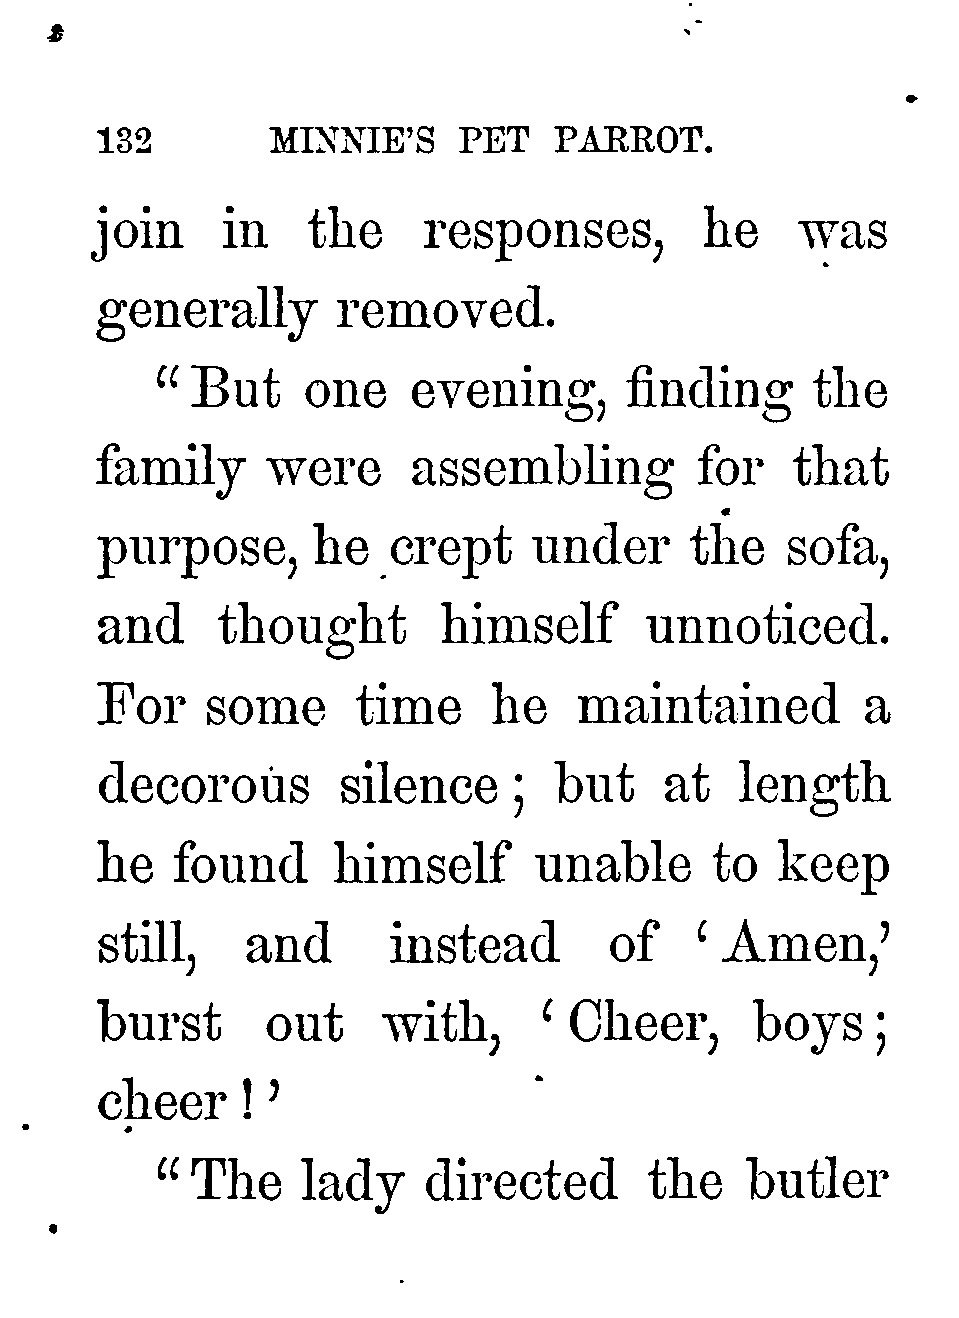 132 MINNIE'S PET PARROT.
join in the responses, he was
generally removed.
"But one evening, finding the
family were assembling for that
purpose, he crept under the sofa,
and thought himself unnoticed.
For some time he maintained a
decorous silence; but at length
he found himself unable to keep
still, and instead of 'Amen,'
burst out with, 'Cheer, boys;
cheer!'
"The lady directed the butler